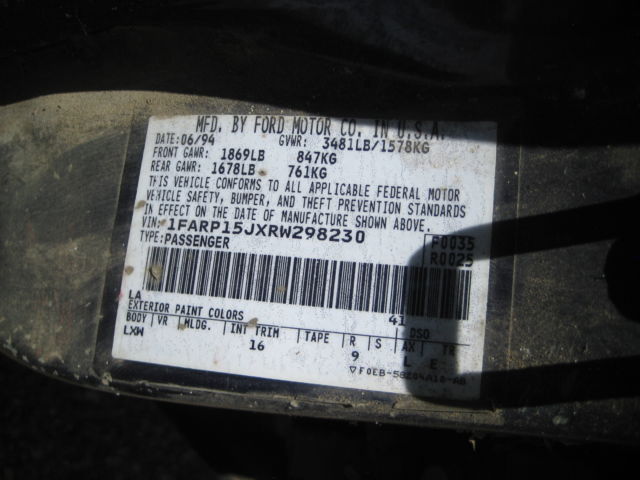 MFD. BY FORD MOTOR CO. IN U.S.A.
DATE: 06/94 GVWR: 3481LB/1578KG
FRONT GAWR: 1869LB 847KG
REAR GAWR: 1678LB 761KG
THIS VEHICLE CONFORMS TO ALL APPLICABLE FEDERAL MOTOR
VEHICLE SAFETY, BUMPER, AND THEFT PREVENTION STANDARDS
IN EFFECT ON THE DATE OF MANUFACTURE SHOWN ABOVE.
VIN: 1FARP15JXRW298230 F0035
TYPE: PASSENGER R0025
LA 41
EXTERIOR PAINT COLORS DSO
BODY VR MLDG. INT TRIM TAPE R S AX TR
LXW 16 9 L E